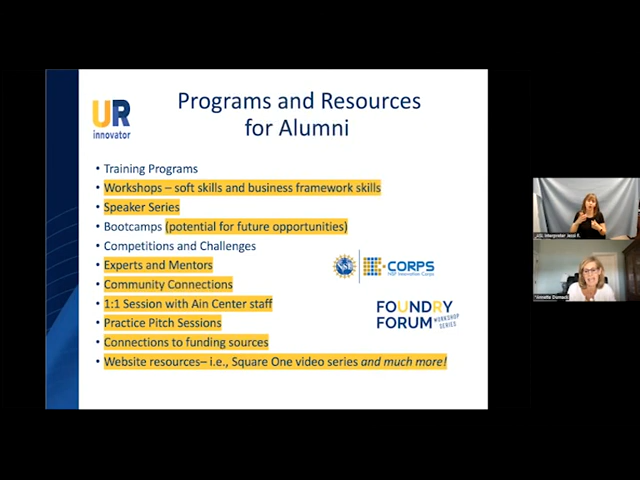 UR
innovator
Programs and Resources
for Alumni
• Training Programs
• Workshops – soft skills and business framework skills
• Speaker Series
• Bootcamps (potential for future opportunities)
• Competitions and Challenges
• Experts and Mentors
• Community Connections
• 1:1 Session with Ain Center staff
• Practice Pitch Sessions
• Connections to funding sources
• Website resources– i.e., Square One video series and much more!
I-CORPS
NSF Innovation Corps
FOUNDRY
FORUM
WORKSHOP
SERIES
ASL Interpreter Jessi K.